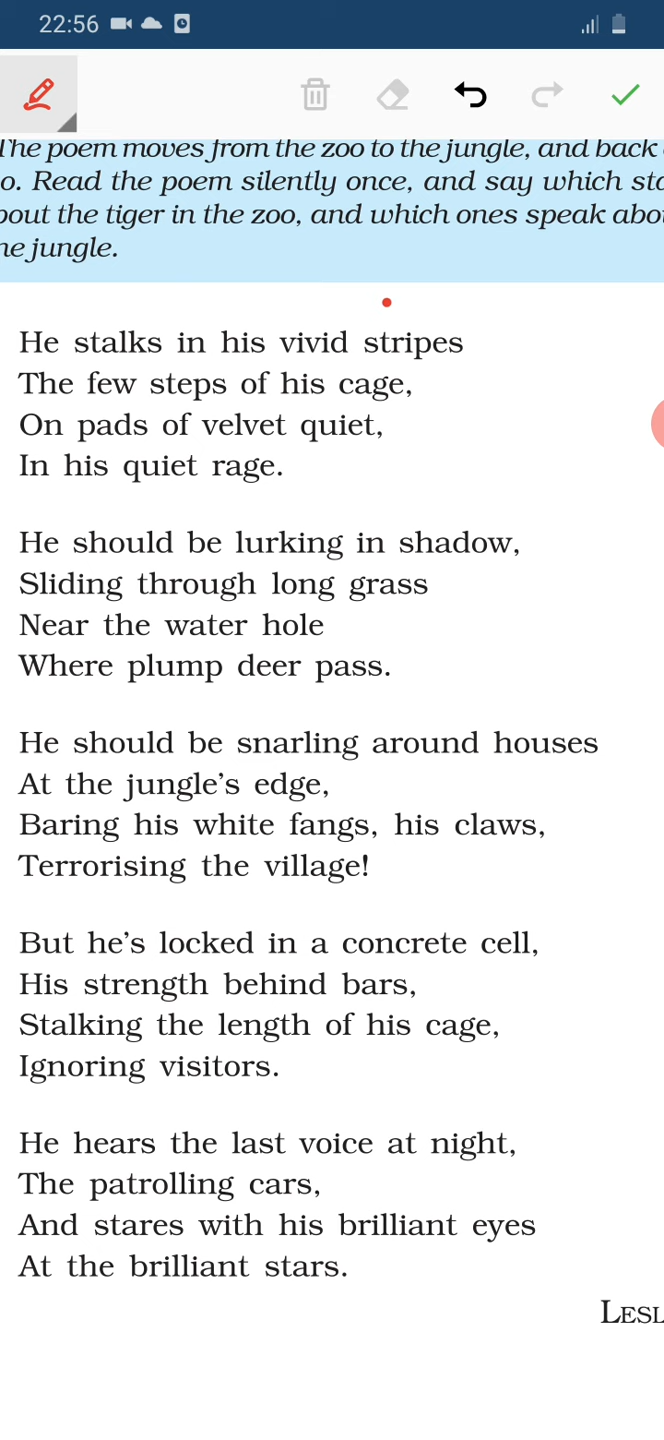 22:56
The poem moves from the zoo to the jungle, and back
o. Read the poem silently once, and say which sta
bout the tiger in the zoo, and which ones speak abou
he jungle.
He stalks in his vivid stripes
The few steps of his cage,
On pads of velvet quiet,
In his quiet rage.
He should be lurking in shadow,
Sliding through long grass
Near the water hole
Where plump deer pass.
He should be snarling around houses
At the jungle's edge,
Baring his white fangs, his claws,
Terrorising the village!
But he's locked in a concrete cell,
His strength behind bars,
Stalking the length of his cage,
Ignoring visitors.
He hears the last voice at night,
The patrolling cars,
And stares with his brilliant eyes
At the brilliant stars.
LESL